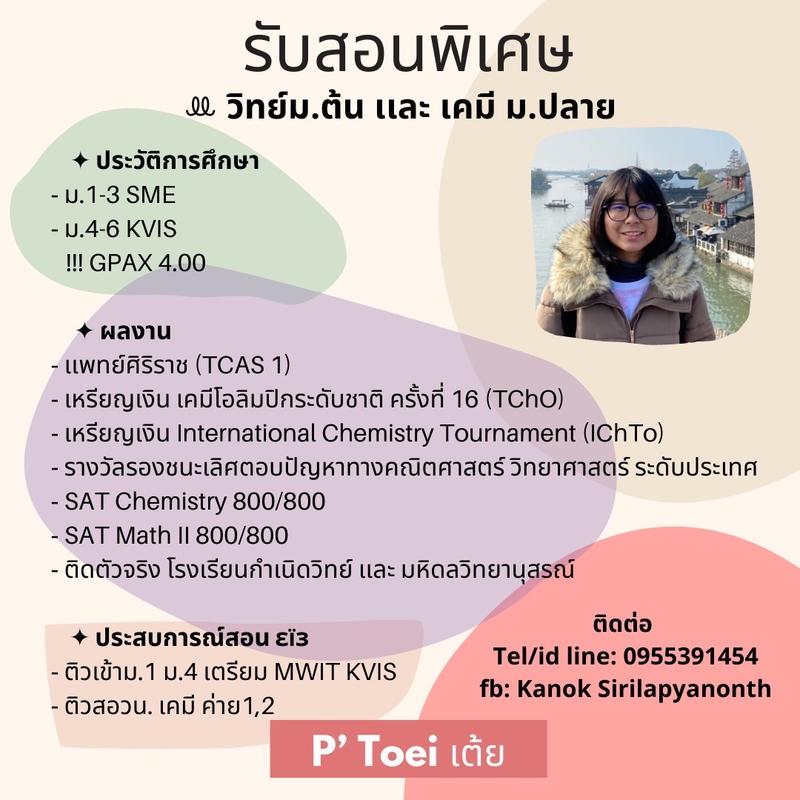 รับสอนพิเศษ
วิทย์ม.ต้น และ เคมี ม.ปลาย
✦ ประวัติการศึกษา
- ม.1-3 SME
- ม.4-6 KVIS
!!! GPAX 4.00
✦ ผลงาน
- แพทย์ศิริราช (TCAS 1)
- เหรียญเงิน เคมีโอลิมปิกระดับชาติ ครั้งที่ 16 (TChO)
- เหรียญเงิน International Chemistry Tournament (IChTo)
- รางวัลรองชนะเลิศตอบปัญหาทางคณิตศาสตร์ วิทยาศาสตร์ ระดับประเทศ
- SAT Chemistry 800/800
- SAT Math II 800/800
- ติดตัวจริง โรงเรียนกำเนิดวิทย์ และ มหิดลวิทยานุสรณ์
✦ ประสบการณ์สอน εїз
- ติวเข้าม.1 ม.4 เตรียม MWIT KVIS
- ติวสอวน. เคมี ค่าย1,2
ติดต่อ
Tel/id line: 0955391454
fb: Kanok Sirilapyanonth
P’ Toei เต้ย